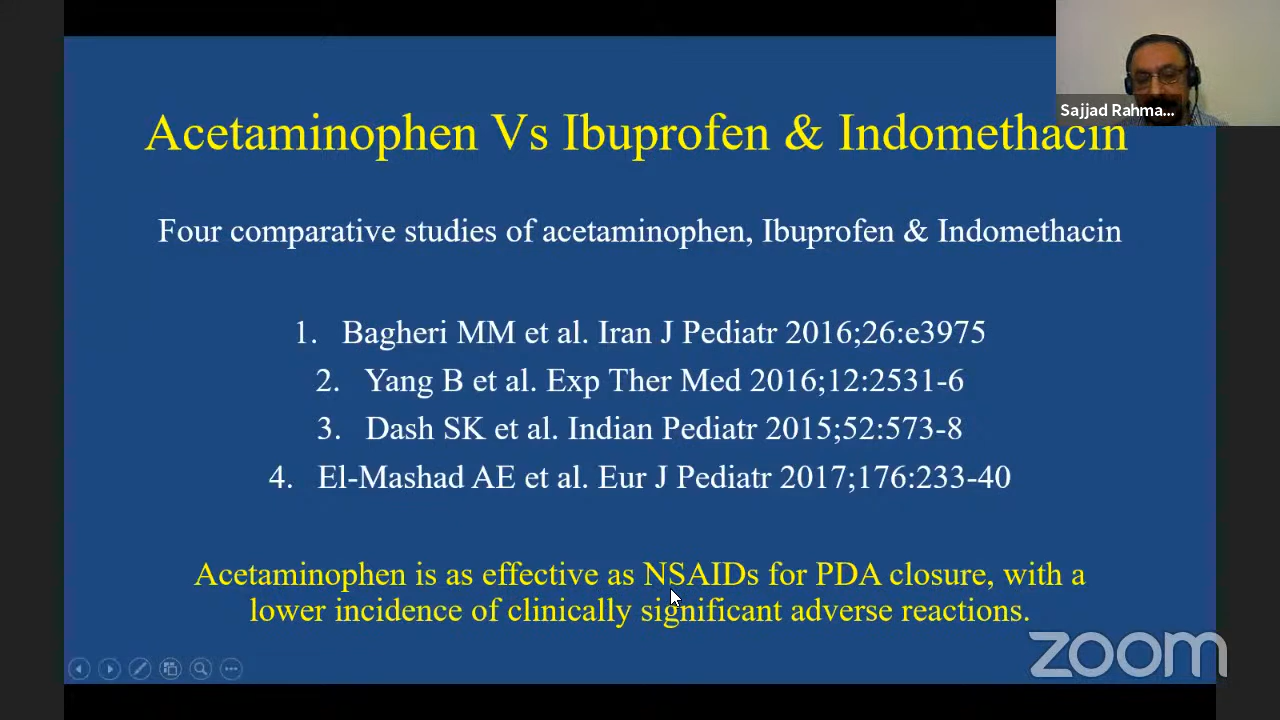 Sajjad Rahma...
Acetaminophen Vs Ibuprofen & Indomethacin
Four comparative studies of acetaminophen, Ibuprofen & Indomethacin
1. Bagheri MM et al. Iran J Pediatr 2016;26:e3975
2. Yang B et al. Exp Ther Med 2016;12:2531-6
3. Dash SK et al. Indian Pediatr 2015;52:573-8
4. El-Mashad AE et al. Eur J Pediatr 2017;176:233-40
Acetaminophen is as effective as NSAIDs for PDA closure, with a
lower incidence of clinically significant adverse reactions.
zoom